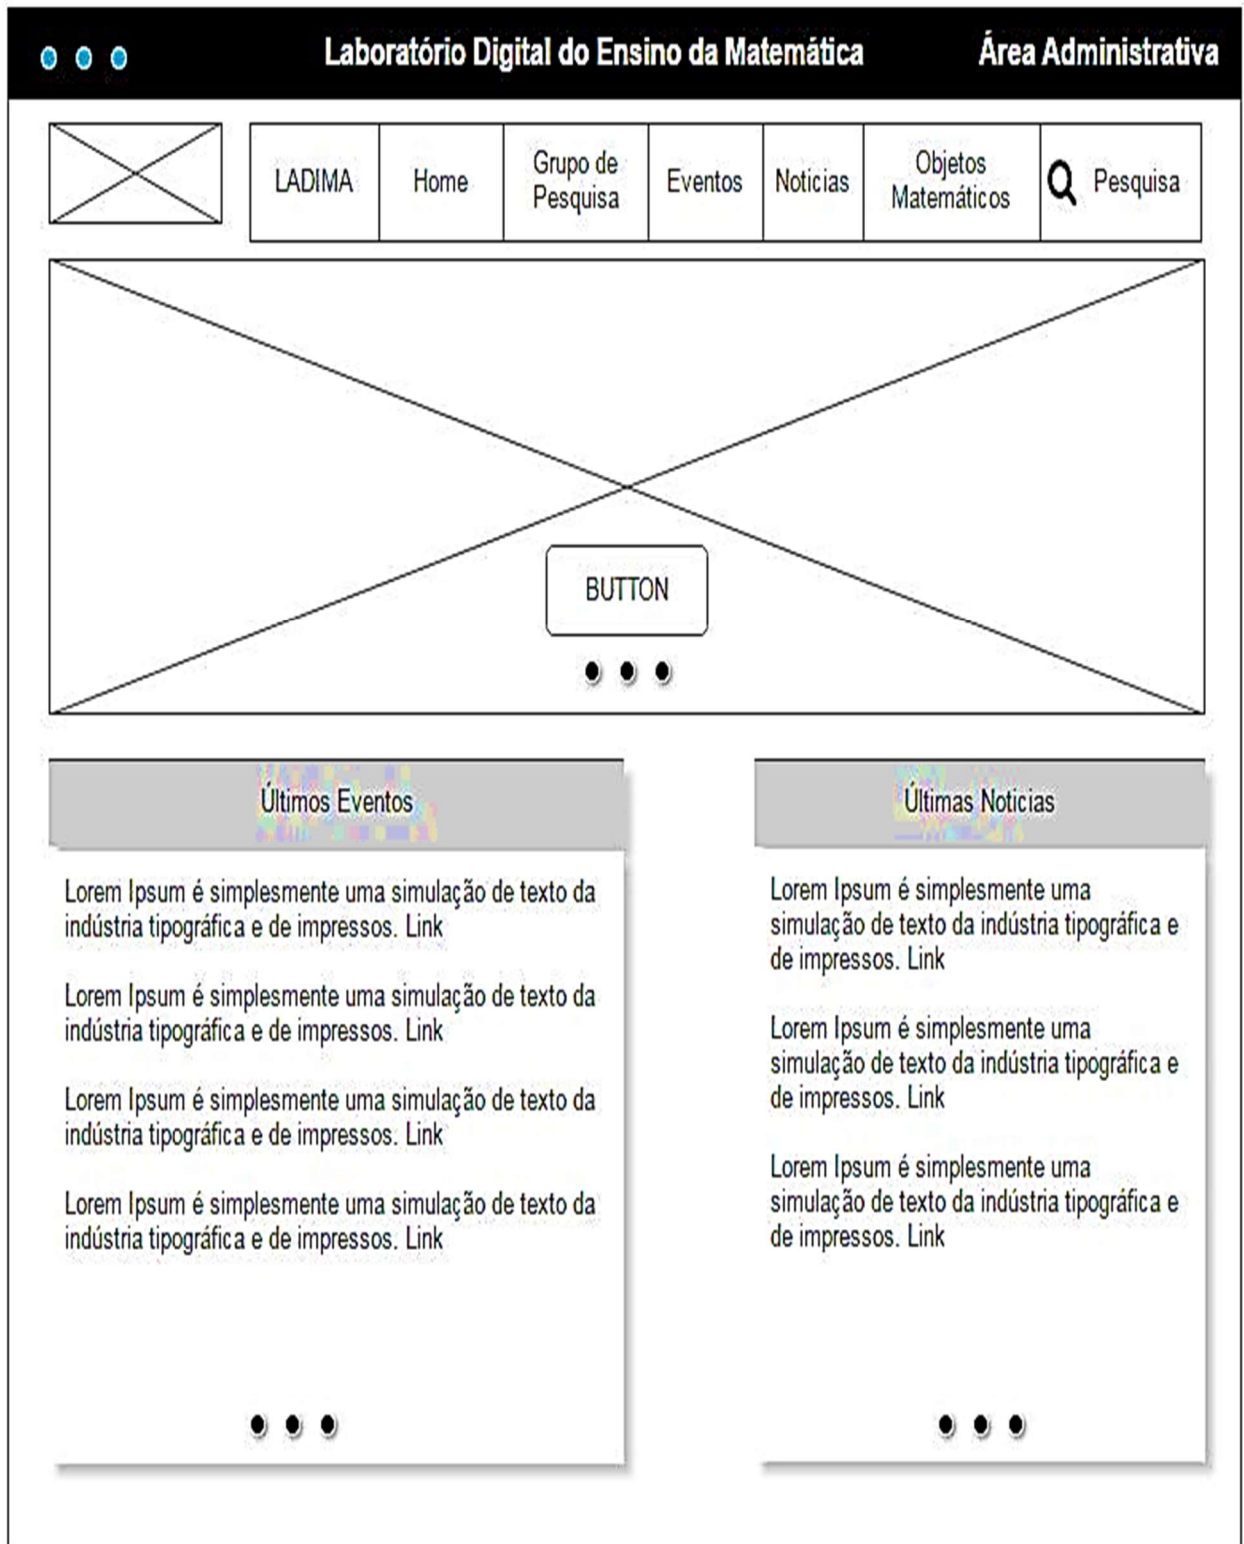 Laboratório Digital do Ensino da Matemática
Área Administrativa
LADIMA
Home
Grupo de
Pesquisa
Eventos
Noticias
Objetos
Matemáticos
Pesquisa
BUTTON
Últimos Eventos
Lorem Ipsum é simplesmente uma simulação de texto da
indústria tipográfica e de impressos. Link
Lorem Ipsum é simplesmente uma simulação de texto da
indústria tipográfica e de impressos. Link
Lorem Ipsum é simplesmente uma simulação de texto da
indústria tipográfica e de impressos. Link
Lorem Ipsum é simplesmente uma simulação de texto da
indústria tipográfica e de impressos. Link
Últimas Noticias
Lorem Ipsum é simplesmente uma
simulação de texto da indústria tipográfica e
de impressos. Link
Lorem Ipsum é simplesmente uma
simulação de texto da indústria tipográfica e
de impressos. Link
Lorem Ipsum é simplesmente uma
simulação de texto da indústria tipográfica e
de impressos. Link